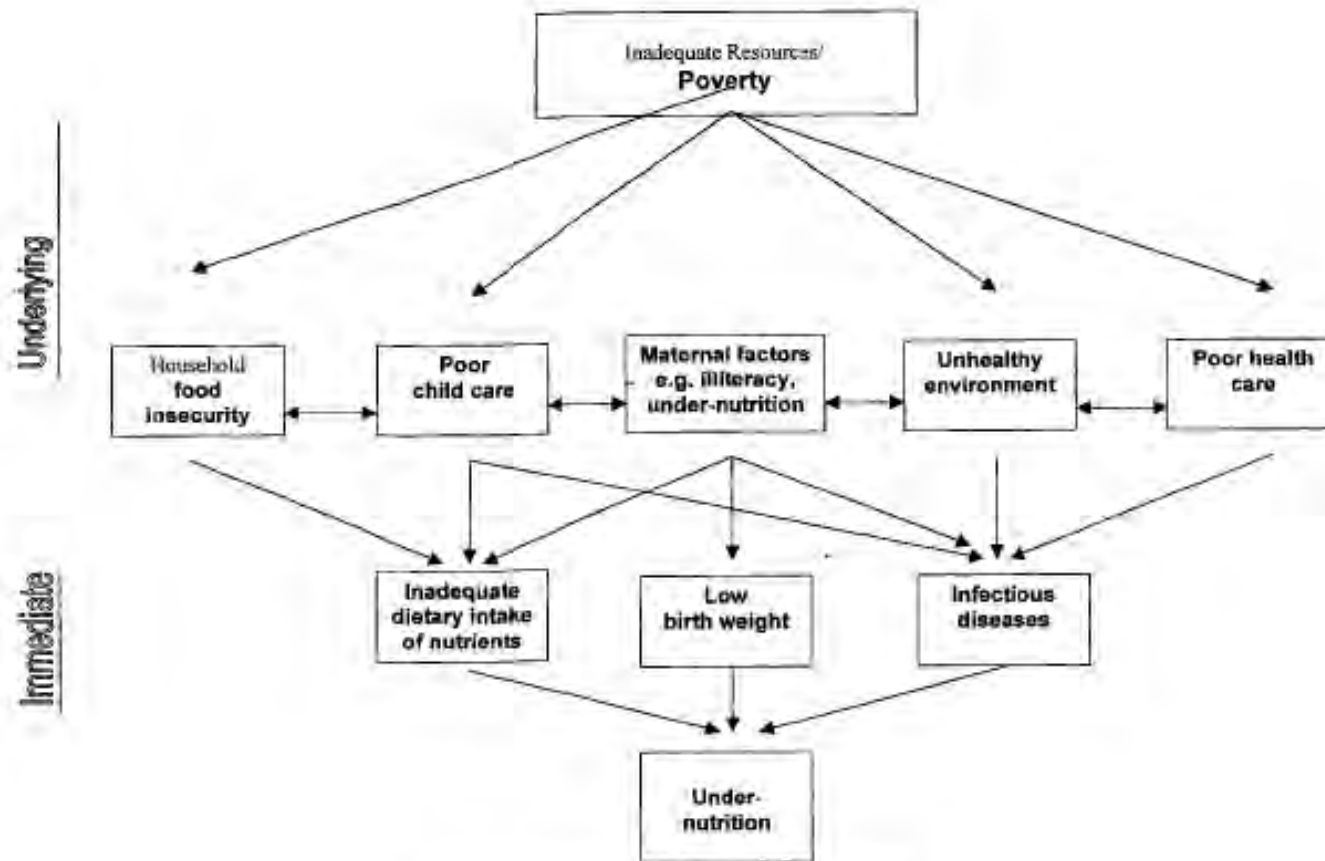 Inadequate Resources/
Poverty
Underlying
Household
food
insecurity
Poor
child care
Maternal factors
e.g. illiteracy,
under-nutrition
Unhealthy
environment
Poor health
care
Immediate
Inadequate
dietary intake
of nutrients
Low
birth weight
Infectious
diseases
Under-
nutrition